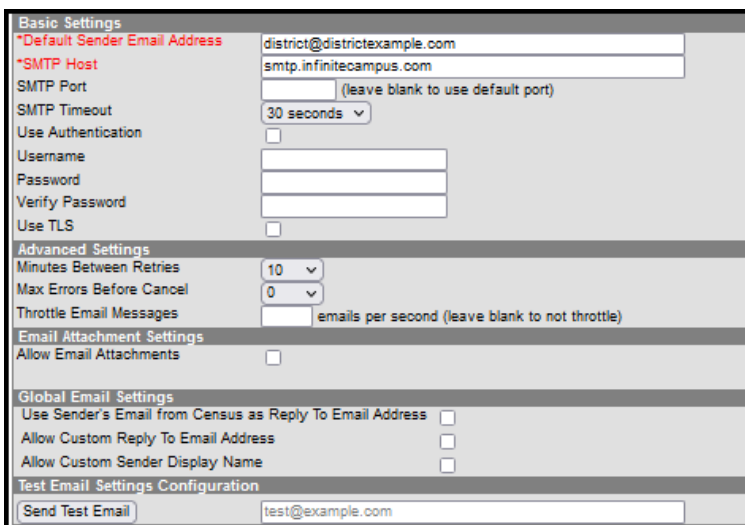 Basic Settings
*Default Sender Email Address district@districtexample.com
*SMTP Host smtp.infinitecampus.com
SMTP Port (leave blank to use default port)
SMTP Timeout 30 seconds
Use Authentication
Username
Password
Verify Password
Use TLS
Advanced Settings
Minutes Between Retries 10
Max Errors Before Cancel 0
Throttle Email Messages emails per second (leave blank to not throttle)
Email Attachment Settings
Allow Email Attachments
Global Email Settings
Use Sender's Email from Census as Reply To Email Address
Allow Custom Reply To Email Address
Allow Custom Sender Display Name
Test Email Settings Configuration
Send Test Email test@example.com